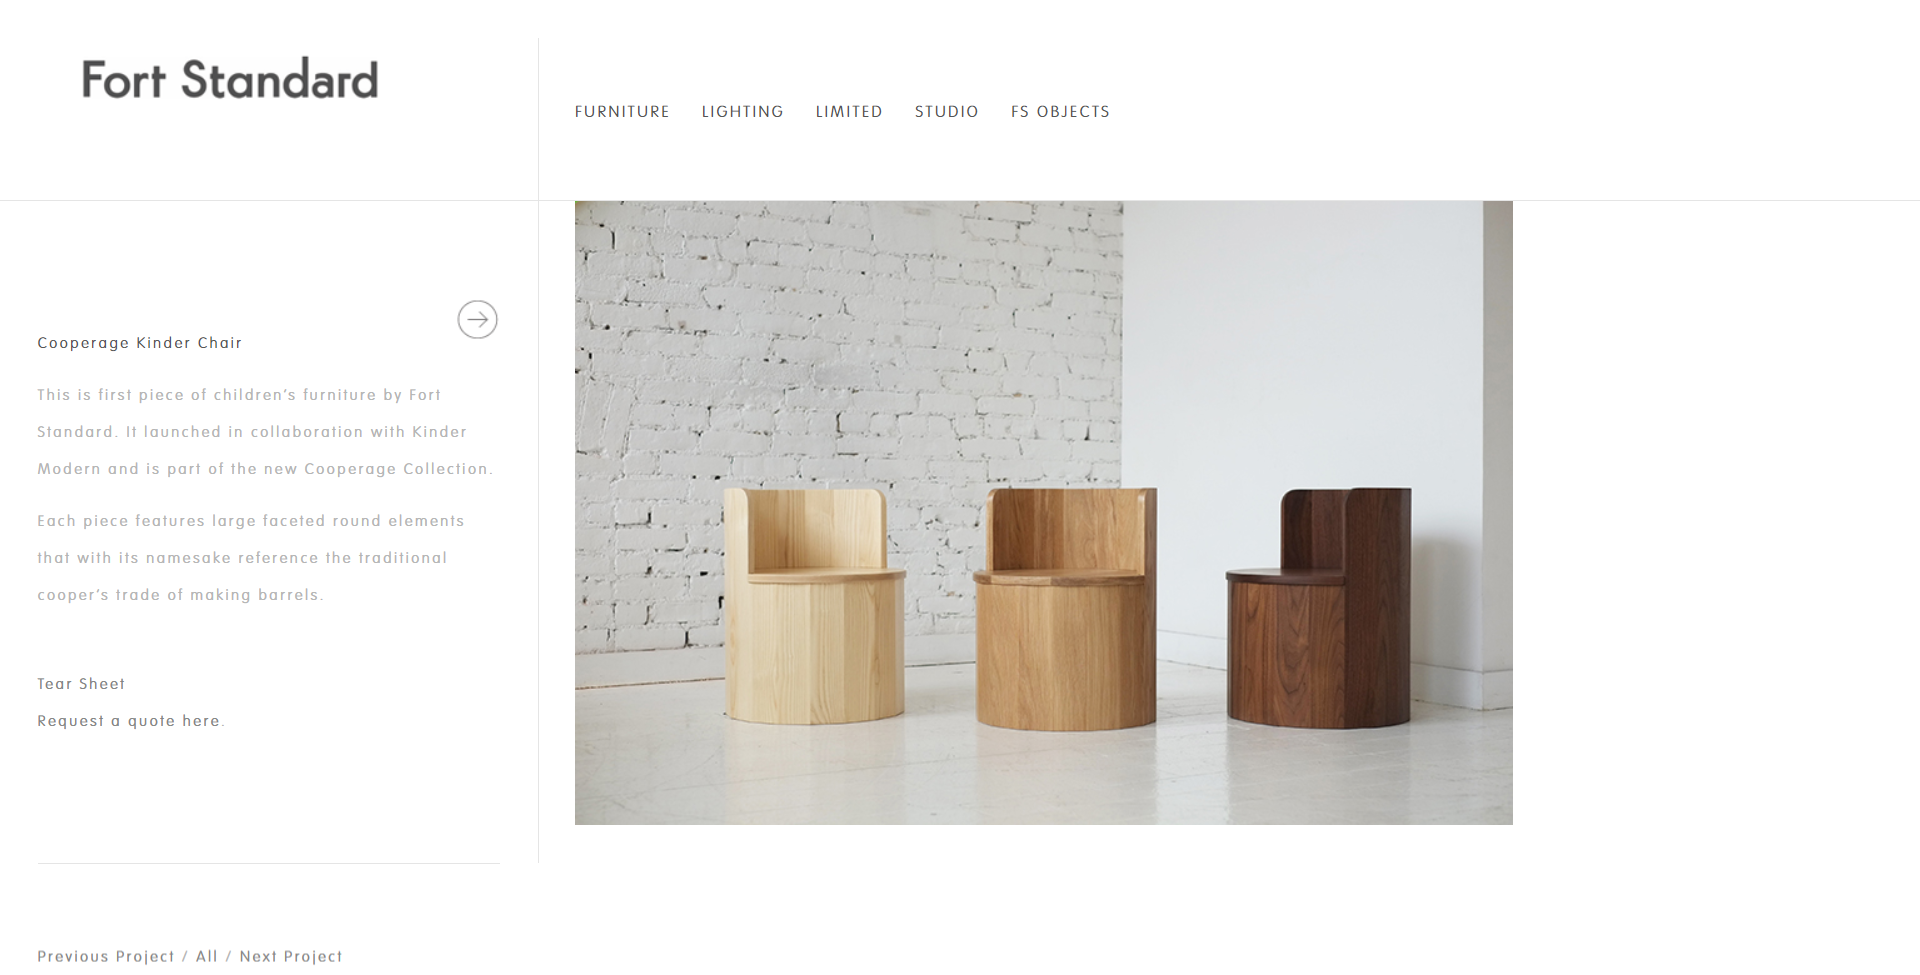 Fort Standard
FURNITURE LIGHTING LIMITED STUDIO FS OBJECTS
Cooperage Kinder Chair
This is first piece of children's furniture by Fort
Standard. It launched in collaboration with Kinder
Modern and is part of the new Cooperage Collection.
Each piece features large faceted round elements
that with its namesake reference the traditional
cooper's trade of making barrels.
Tear Sheet
Request a quote here.
Previous Project / All / Next Project